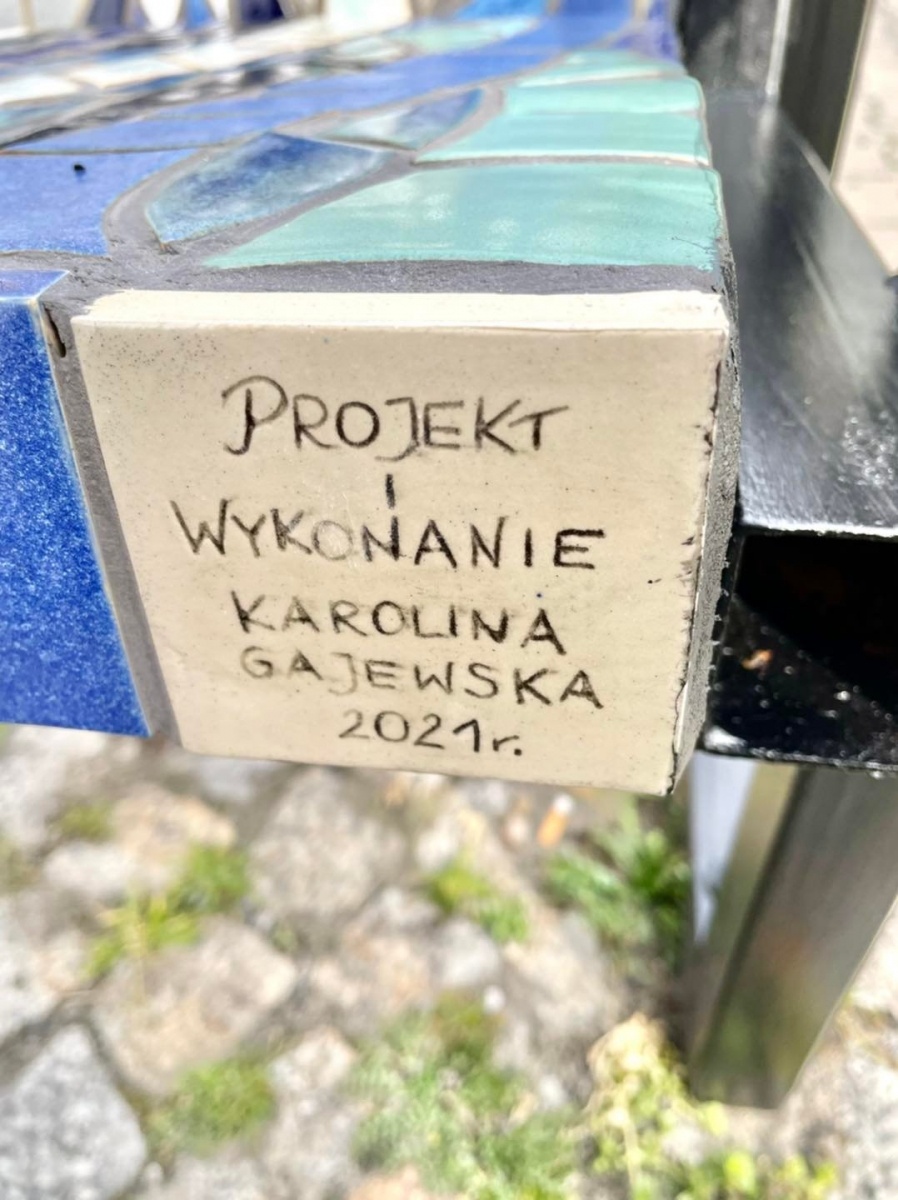 PROJEKT
I
WYKONANIE
KAROLINA
GAJEWSKA
2021r.